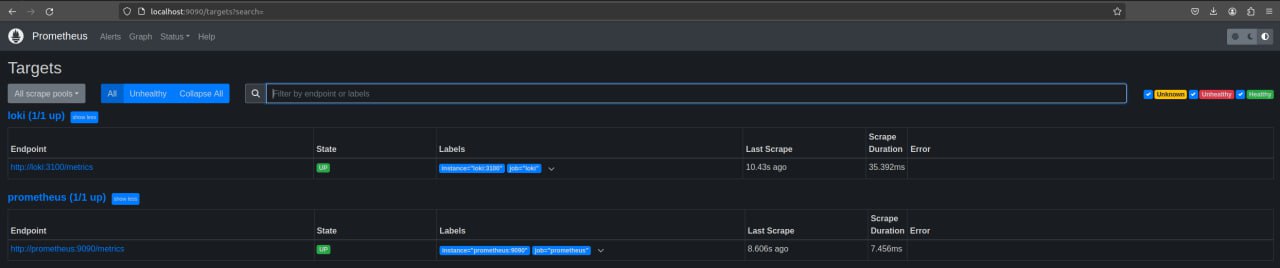 localhost:9090/targets?search=
Prometheus Alerts Graph Status Help
Targets
All scrape pools All Unhealthy Collapse All Filter by endpoint or labels Unknown Unhealthy Healthy
loki (1/1 up) show less
Endpoint State Labels Last Scrape Scrape Duration Error
http://loki:3100/metrics UP instance="loki:3100" job="loki" 10.43s ago 35.392ms
prometheus (1/1 up) show less
Endpoint State Labels Last Scrape Scrape Duration Error
http://prometheus:9090/metrics UP instance="prometheus:9090" job="prometheus" 8.606s ago 7.456ms